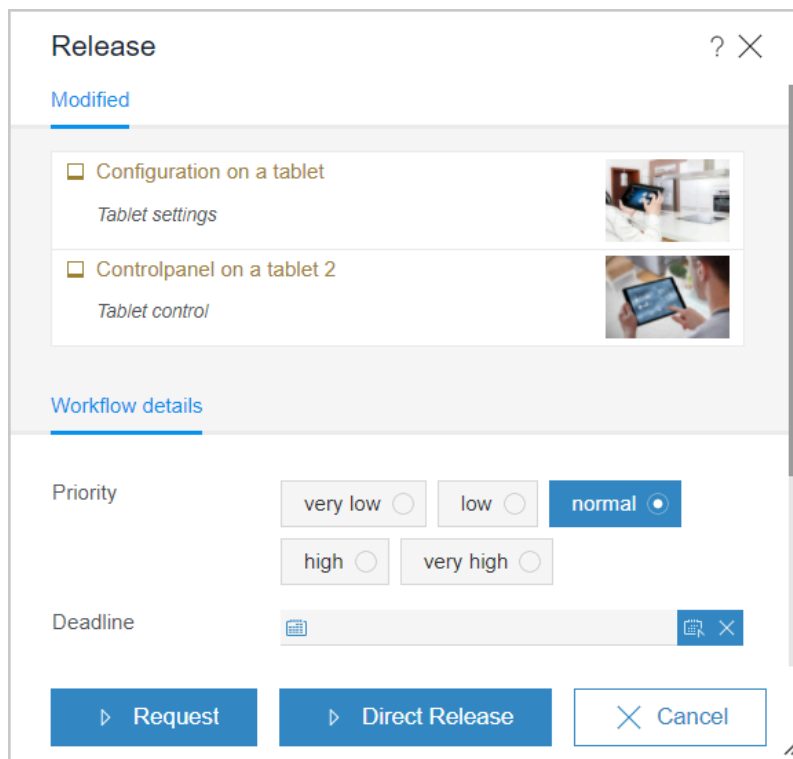 Release ?
Modified
Configuration on a tablet
Tablet settings
Controlpanel on a tablet 2
Tablet control
Workflow details
Priority
very low low normal
high very high
Deadline
Request Direct Release Cancel